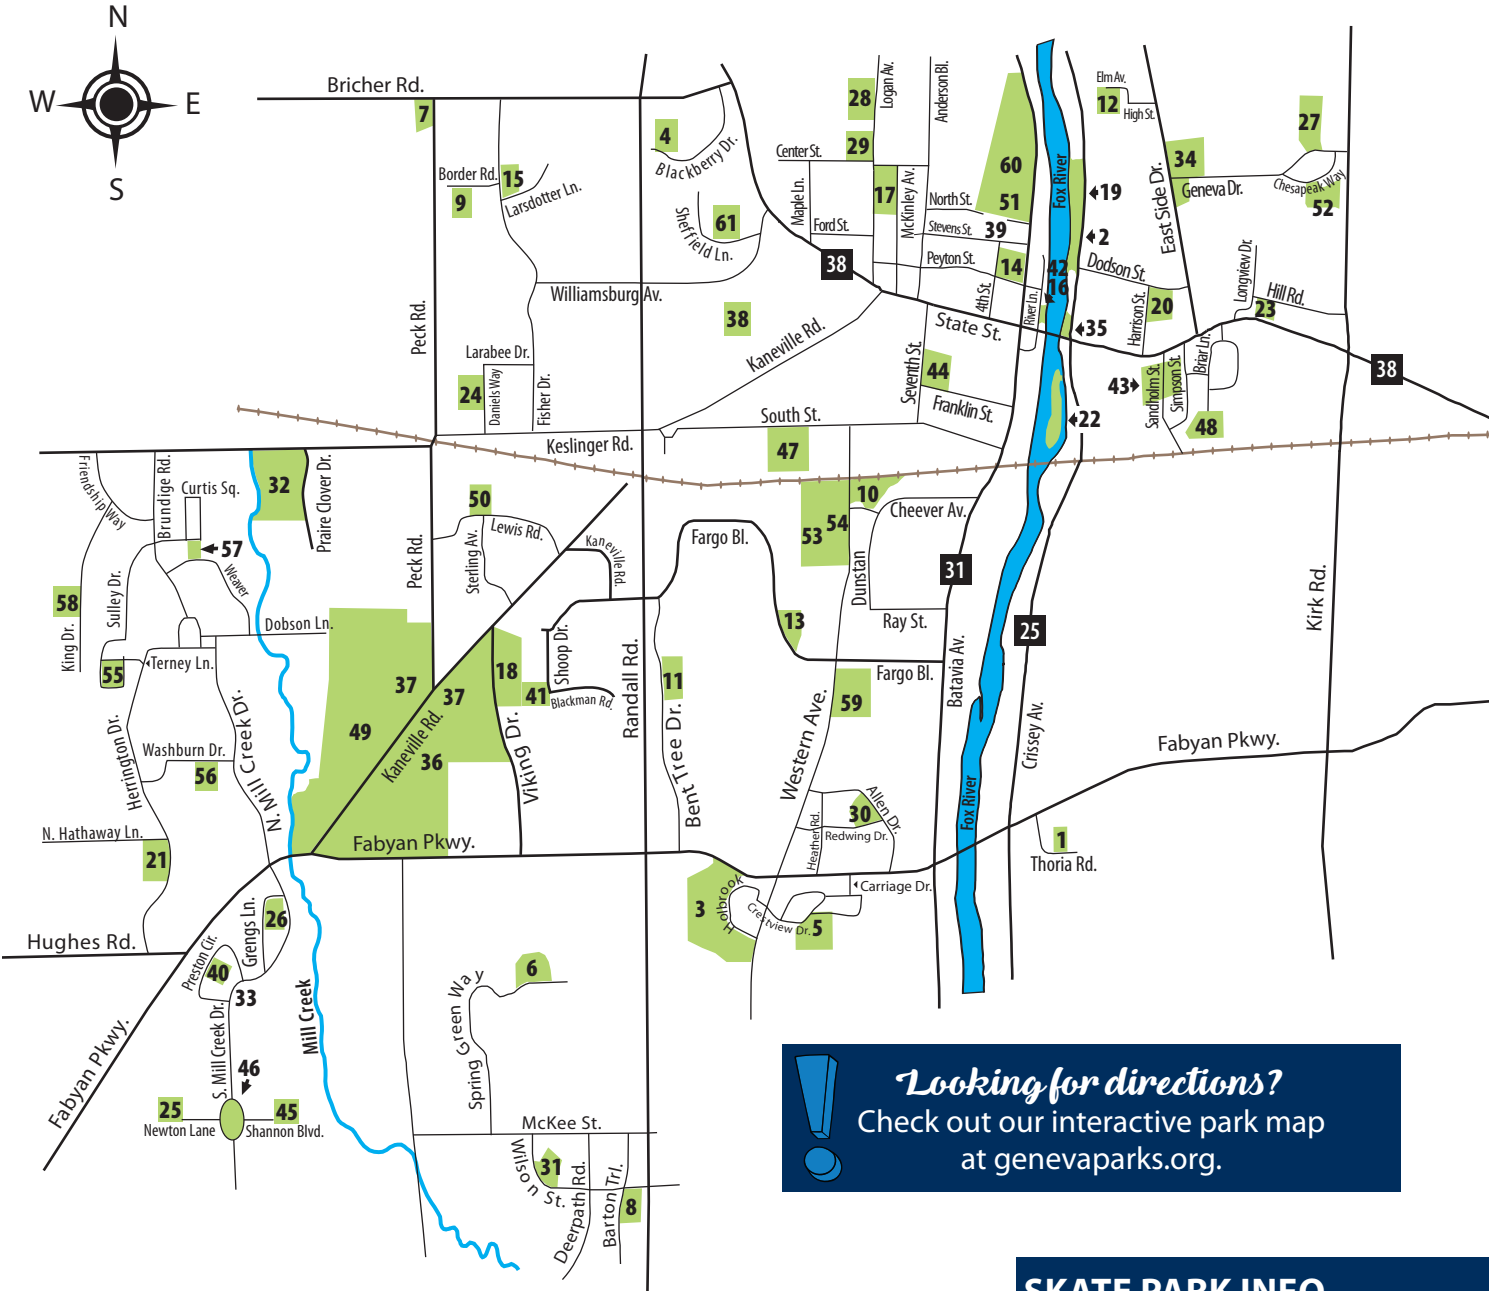 N
W
E
S
Bricher Rd.
7
Border Rd.
15
9
Larsdotter Ln.
4
Blackberry Dr.
Sheffield Ln.
61
Williamsburg Av.
38
Kaneville Rd.
Peck Rd.
Larabee Dr.
24
Daniels Way
Fisher Dr.
Keslinger Rd.
South St.
47
28
Logan Av.
Anderson Bl.
29
Center St.
17
Maple Ln.
McKinley Av.
Ford St.
38
North St.
Stevens St.
39
Peyton St.
60
51
14
4th St.
River Ln.
State St.
Seventh St.
44
Franklin St.
Fox River
42
16
19
2
35
22
Elm Av.
12
High St.
East Side Dr.
34
Geneva Dr.
27
Chesapeak Way
52
Dodson St.
Harrison St.
20
Longview Dr.
Hill Rd.
23
38
43
Sandholm St.
Simpson St.
Briar Ln.
48
Friendship Way
Brundige Rd.
Curtis Sq.
57
Weaver
Sulley Dr.
58
King Dr.
55
Terney Ln.
Dobson Ln.
32
Prairie Clover Dr.
Peck Rd.
50
Lewis Rd.
Sterling Av.
Kaneville Rd.
Fargo Bl.
53
54
10
Cheever Av.
Dunstan
Ray St.
31
25
Kirk Rd.
13
Fargo Bl.
59
Western Ave.
Batavia Av.
Crissey Av.
Fabyan Pkwy.
Herrington Dr.
Washburn Dr.
56
N. Mill Creek Dr.
N. Hathaway Ln.
21
49
37
37
36
Kaneville Rd.
18
41
Shoop Dr.
Blackman Rd.
Viking Dr.
Randall Rd.
11
Bent Tree Dr.
Fabyan Pkwy.
30
Allen Dr.
Redwing Dr.
Heather Rd.
Fox River
1
Thoria Rd.
Carriage Dr.
3
Holbrook
Crestview Dr.
5
Hughes Rd.
Grengs Ln.
26
Preston Cir.
40
33
S. Mill Creek Dr.
46
25
45
Newton Lane
Shannon Blvd.
Fabyan Pkwy.
Mill Creek
6
Spring Green Way
McKee St.
31
Wilson St.
Deerpath Rd.
Barton Trl.
8
Looking for directions?
Check out our interactive park map
at genevaparks.org.
SKATE PARK INFO